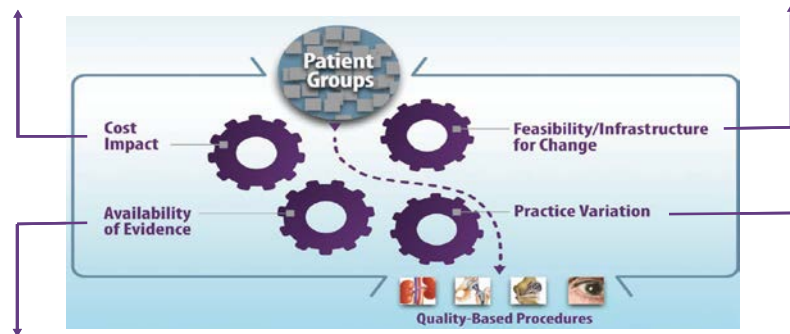 Patient
Groups
Cost
Impact
Feasibility/Infrastructure
for Change
Availability
of Evidence
Practice Variation
Quality-Based Procedures